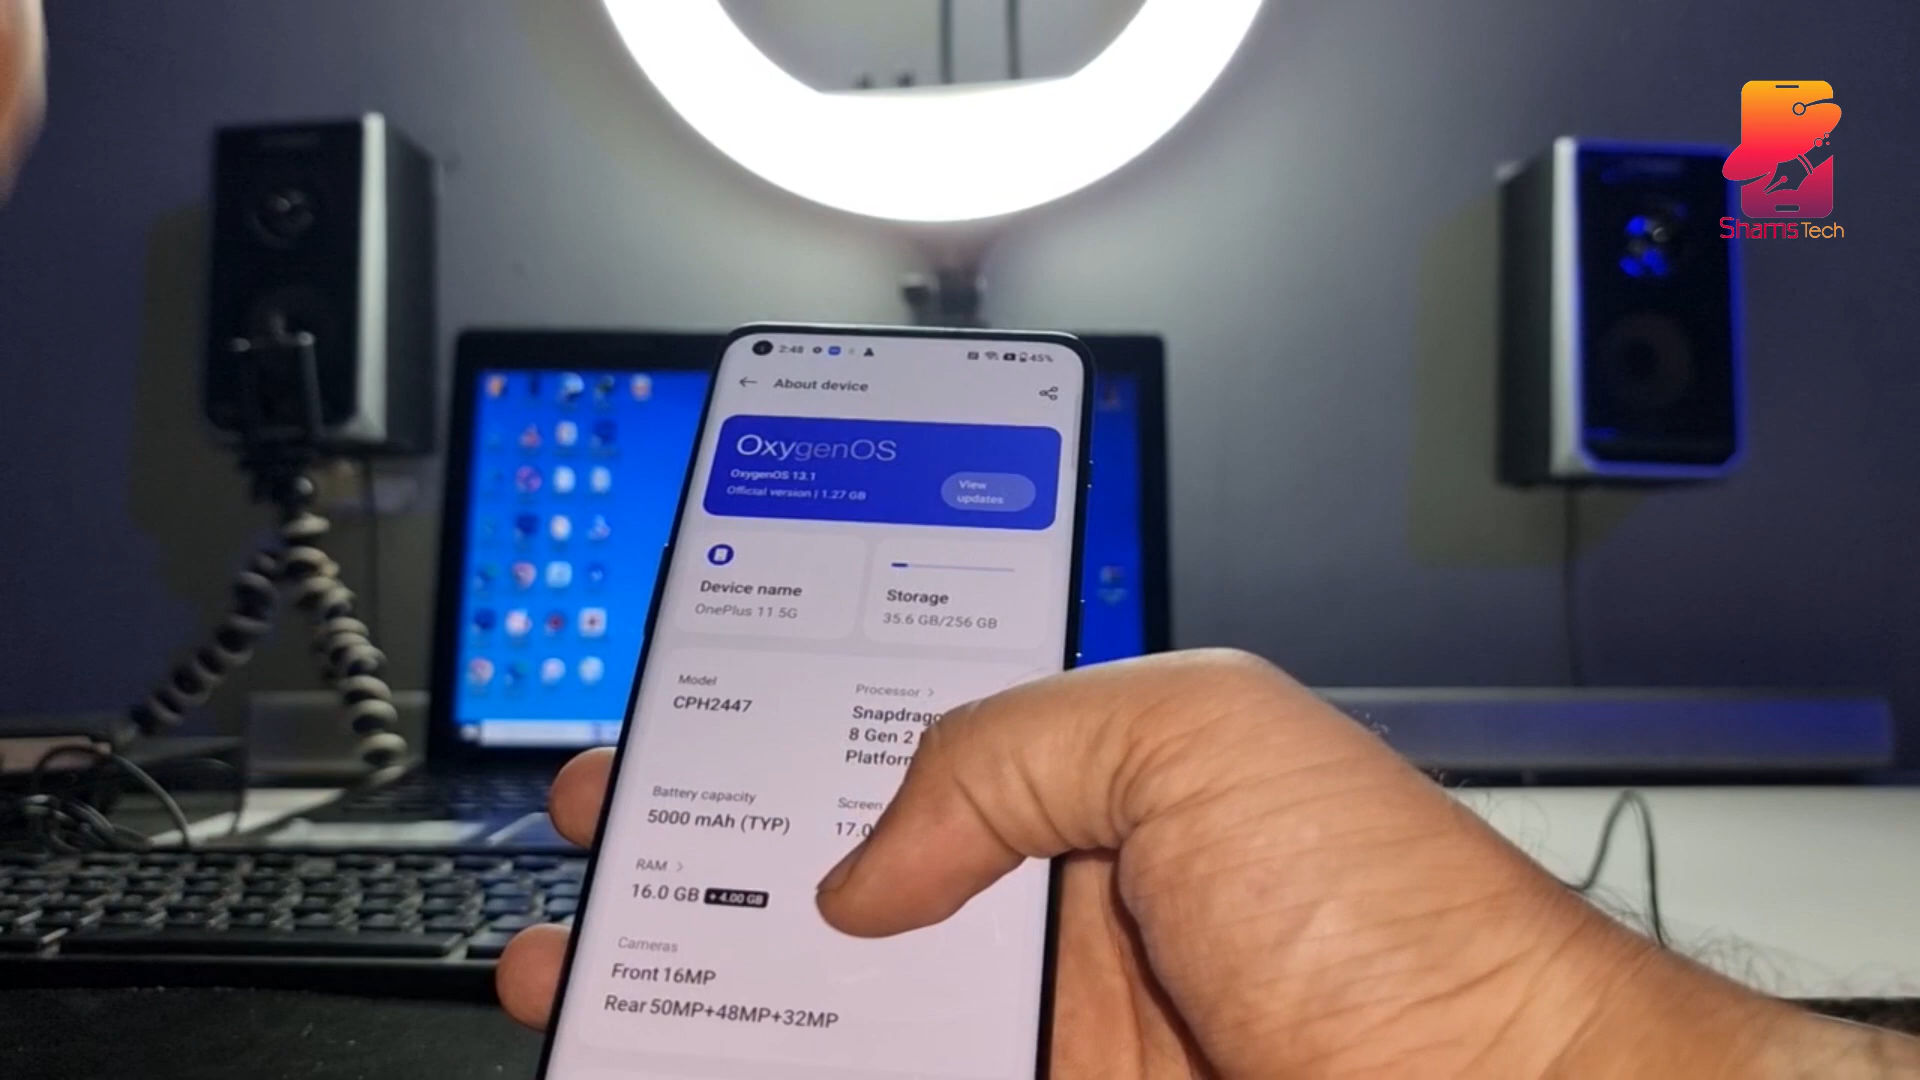 ShamsTech
2:48
45%
About device
OxygenOS
OxygenOS 13.1
Official version | 1.27 GB
View
updates
Device name
OnePlus 11 5G
Storage
35.6 GB/256 GB
Model
CPH2447
Processor >
8 Gen 2
Battery capacity
5000 mAh (TYP)
Screen
17.0
RAM >
16.0 GB + 4.00 GB
Cameras
Front 16MP
Rear 50MP+48MP+32MP